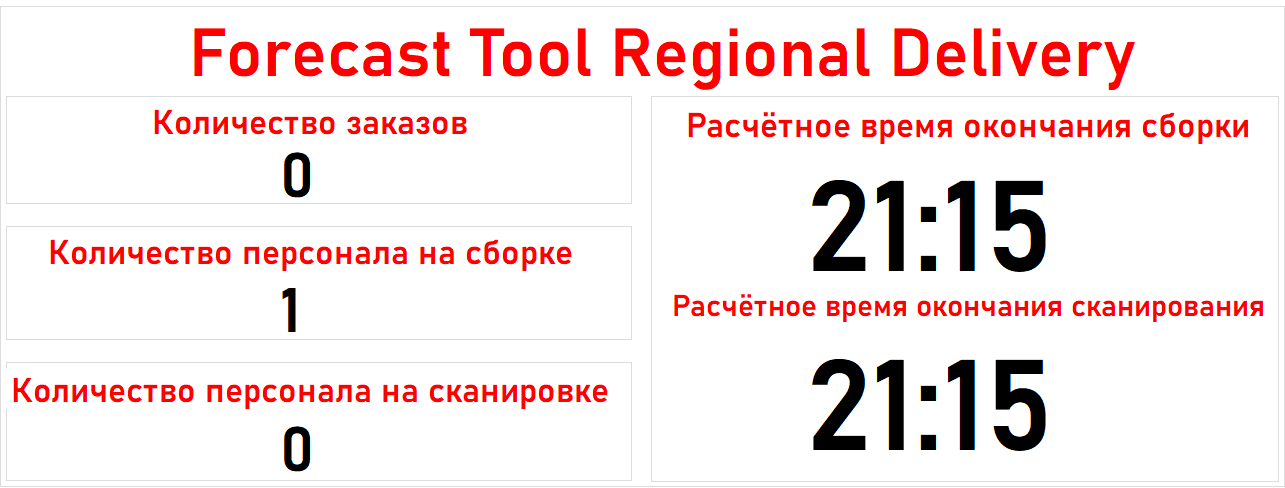 Forecast Tool Regional Delivery
Количество заказов
0
Количество персонала на сборке
1
Количество персонала на сканировке
0
Расчётное время окончания сборки
21:15
Расчётное время окончания сканирования
21:15